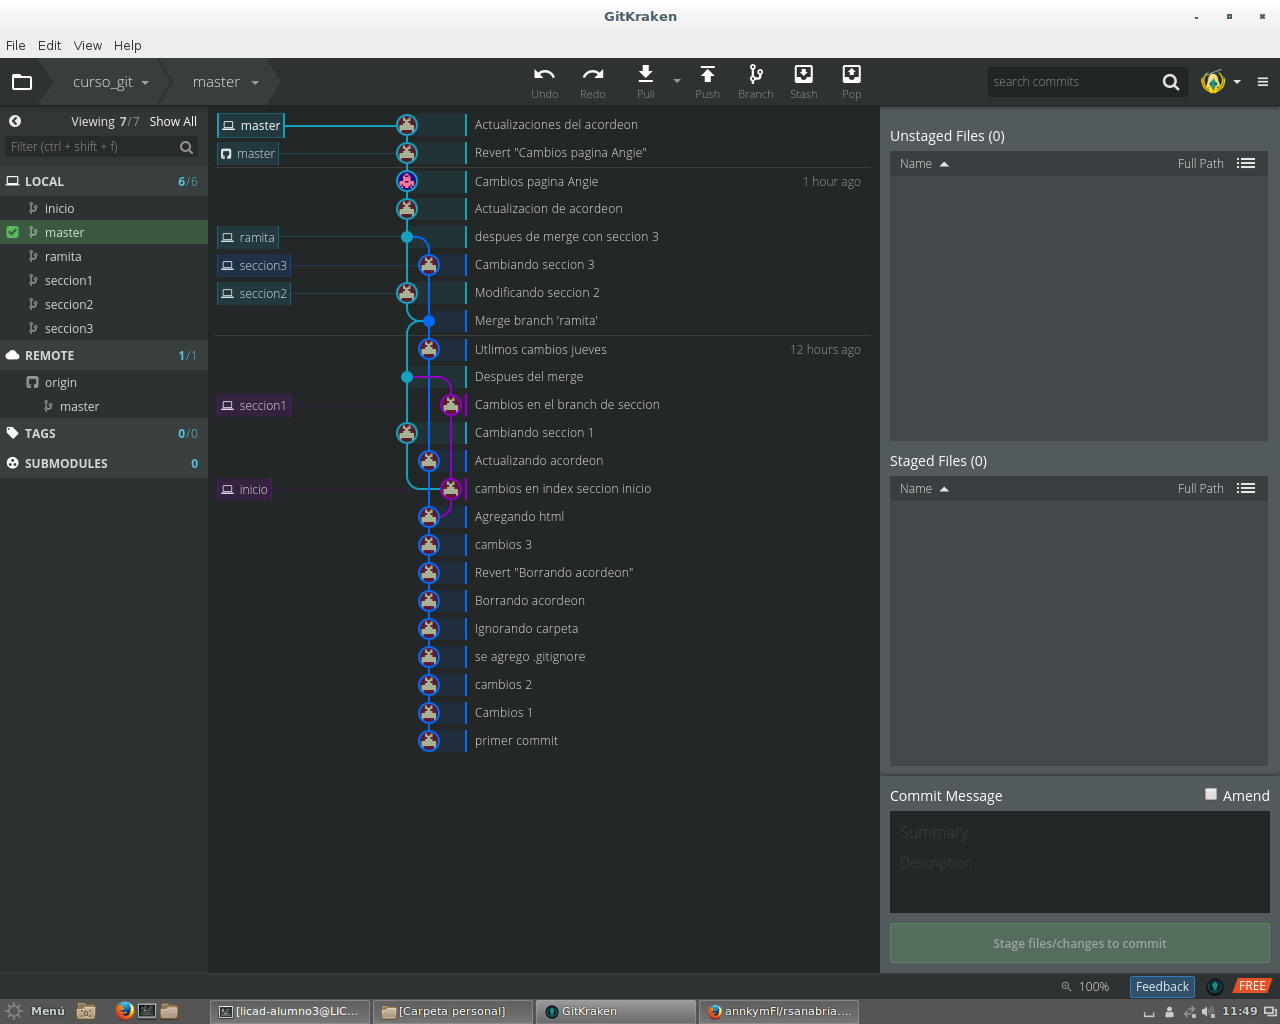 GitKraken
File Edit View Help
curso_git master
Undo Redo Pull Push Branch Stash Pop
search commits
Viewing 7/7 Show All
Filter (ctrl + shift + f)
LOCAL 6/6
inicio
master
ramita
seccion1
seccion2
seccion3
REMOTE 1/1
origin
master
TAGS 0/0
SUBMODULES 0
master Actualizaciones del acordeon
master Revert "Cambios pagina Angie"
Cambios pagina Angie 1 hour ago
Actualizacion de acordeon
ramita despues de merge con seccion 3
seccion3 Cambiando seccion 3
seccion2 Modificando seccion 2
Merge branch 'ramita'
Utlimos cambios jueves 12 hours ago
Despues del merge
seccion1 Cambios en el branch de seccion
Cambiando seccion 1
Actualizando acordeon
inicio cambios en index seccion inicio
Agregando html
cambios 3
Revert "Borrando acordeon"
Borrando acordeon
Ignorando carpeta
se agrego .gitignore
cambios 2
Cambios 1
primer commit
Unstaged Files (0)
Name Full Path
Staged Files (0)
Name Full Path
Commit Message Amend
Summary
Description
Stage files/changes to commit
100% Feedback FREE
Menú [licad-alumno3@LIC... [Carpeta personal] GitKraken annkymFI/rsanabria.... 11:49